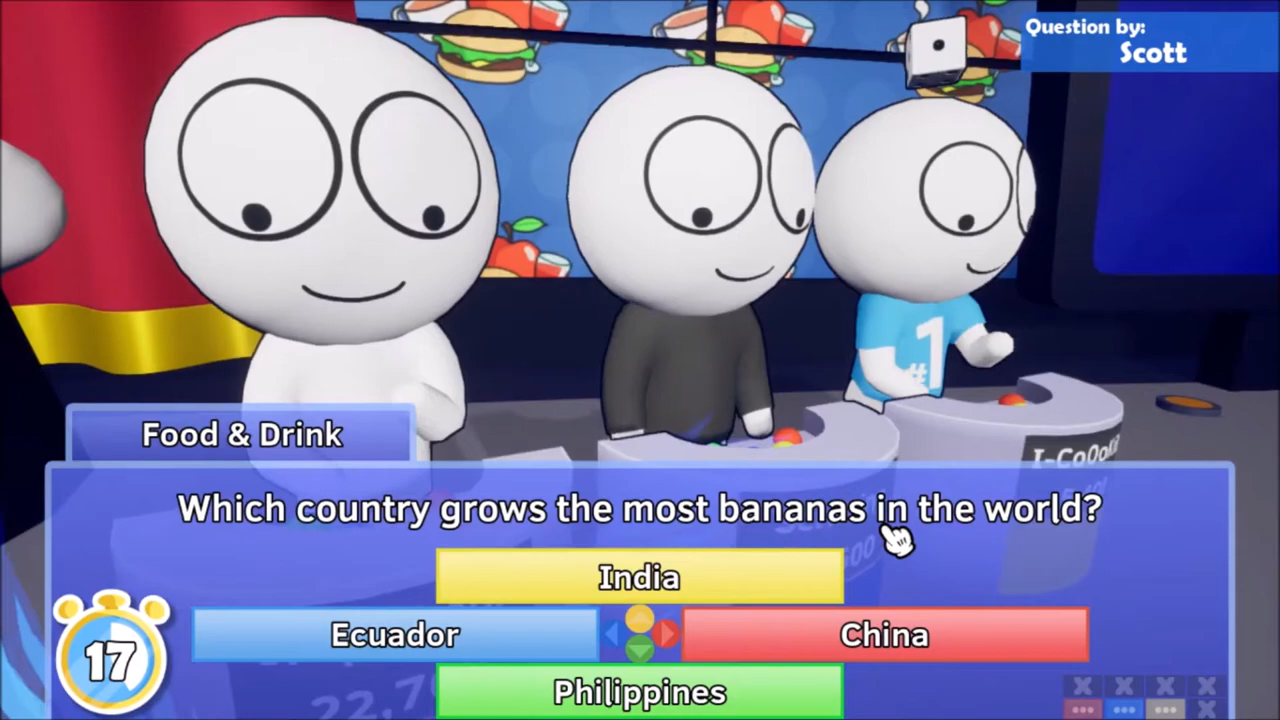 Question by:
Scott
#1
Food & Drink
Which country grows the most bananas in the world?
India
Ecuador
China
Philippines
17